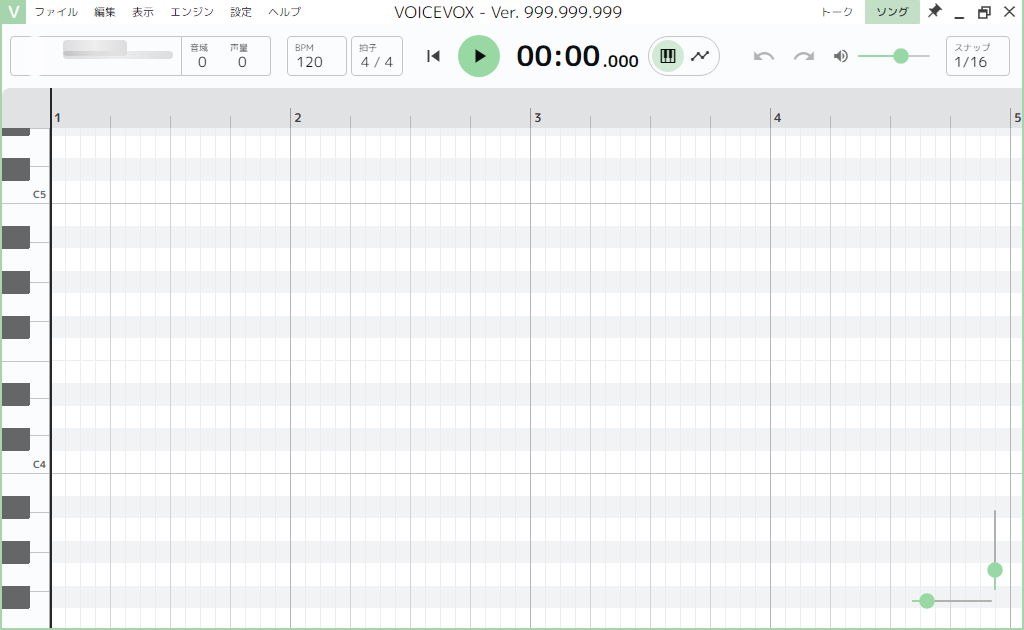 V ファイル 編集 表示 エンジン 設定 ヘルプ VOICEVOX - Ver. 999.999.999 トーク ソング
音域 声量 BPM 拍子 スナップ
0 0 120 4 / 4 00:00.000 1/16
1 2 3 4 5
C5
C4